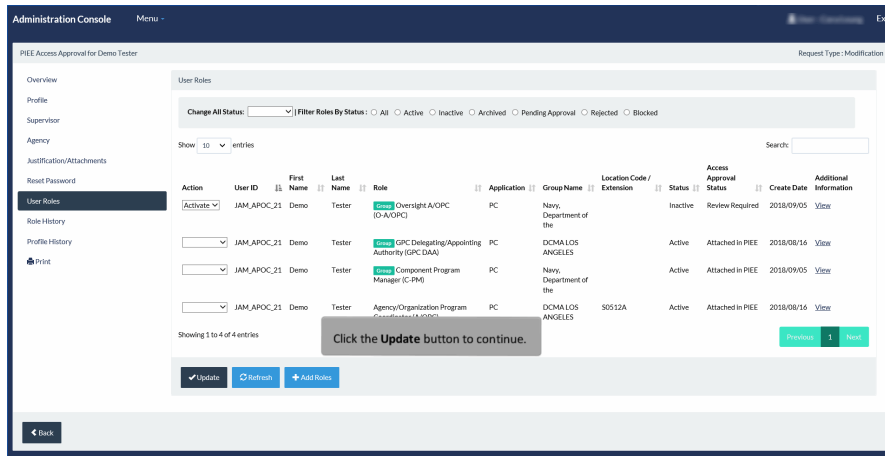 Administration Console Menu
Ex
PIEE Access Approval for Demo Tester Request Type : Modification
Overview
Profile
Supervisor
Agency
Justification/Attachments
Reset Password
User Roles
Role History
Profile History
Print
User Roles
Change All Status: | Filter Roles By Status : All Active Inactive Archived Pending Approval Rejected Blocked
Show 10 entries Search:
Action User ID First Name Last Name Role Application Group Name Location Code / Extension Status Access Approval Status Create Date Additional Information
Activate JAM_APOC_21 Demo Tester Group Oversight A/OPC PC Navy, Inactive Review Required 2018/09/05 View
(O-A/OPC) Department of
the
JAM_APOC_21 Demo Tester Group GPC Delegating/Appointing PC DCMA LOS Active Attached in PIEE 2018/08/16 View
Authority (GPC DAA) ANGELES
JAM_APOC_21 Demo Tester Group Component Program PC Navy, Active Attached in PIEE 2018/09/05 View
Manager (C-PM) Department of
the
JAM_APOC_21 Demo Tester Agency/Organization Program PC DCMA LOS S0512A Active Attached in PIEE 2018/08/16 View
Coordinator (A/OPC) ANGELES
Showing 1 to 4 of 4 entries Previous 1 Next
Click the Update button to continue.
Update Refresh Add Roles
Back